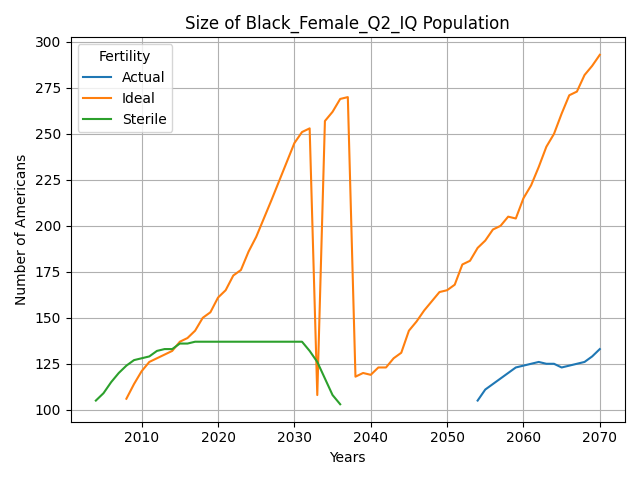 Size of Black_Female_Q2_IQ Population
Number of Americans
300
275
250
225
200
175
150
125
100
Fertility
Actual
Ideal
Sterile
2010 2020 2030 2040 2050 2060 2070
Years